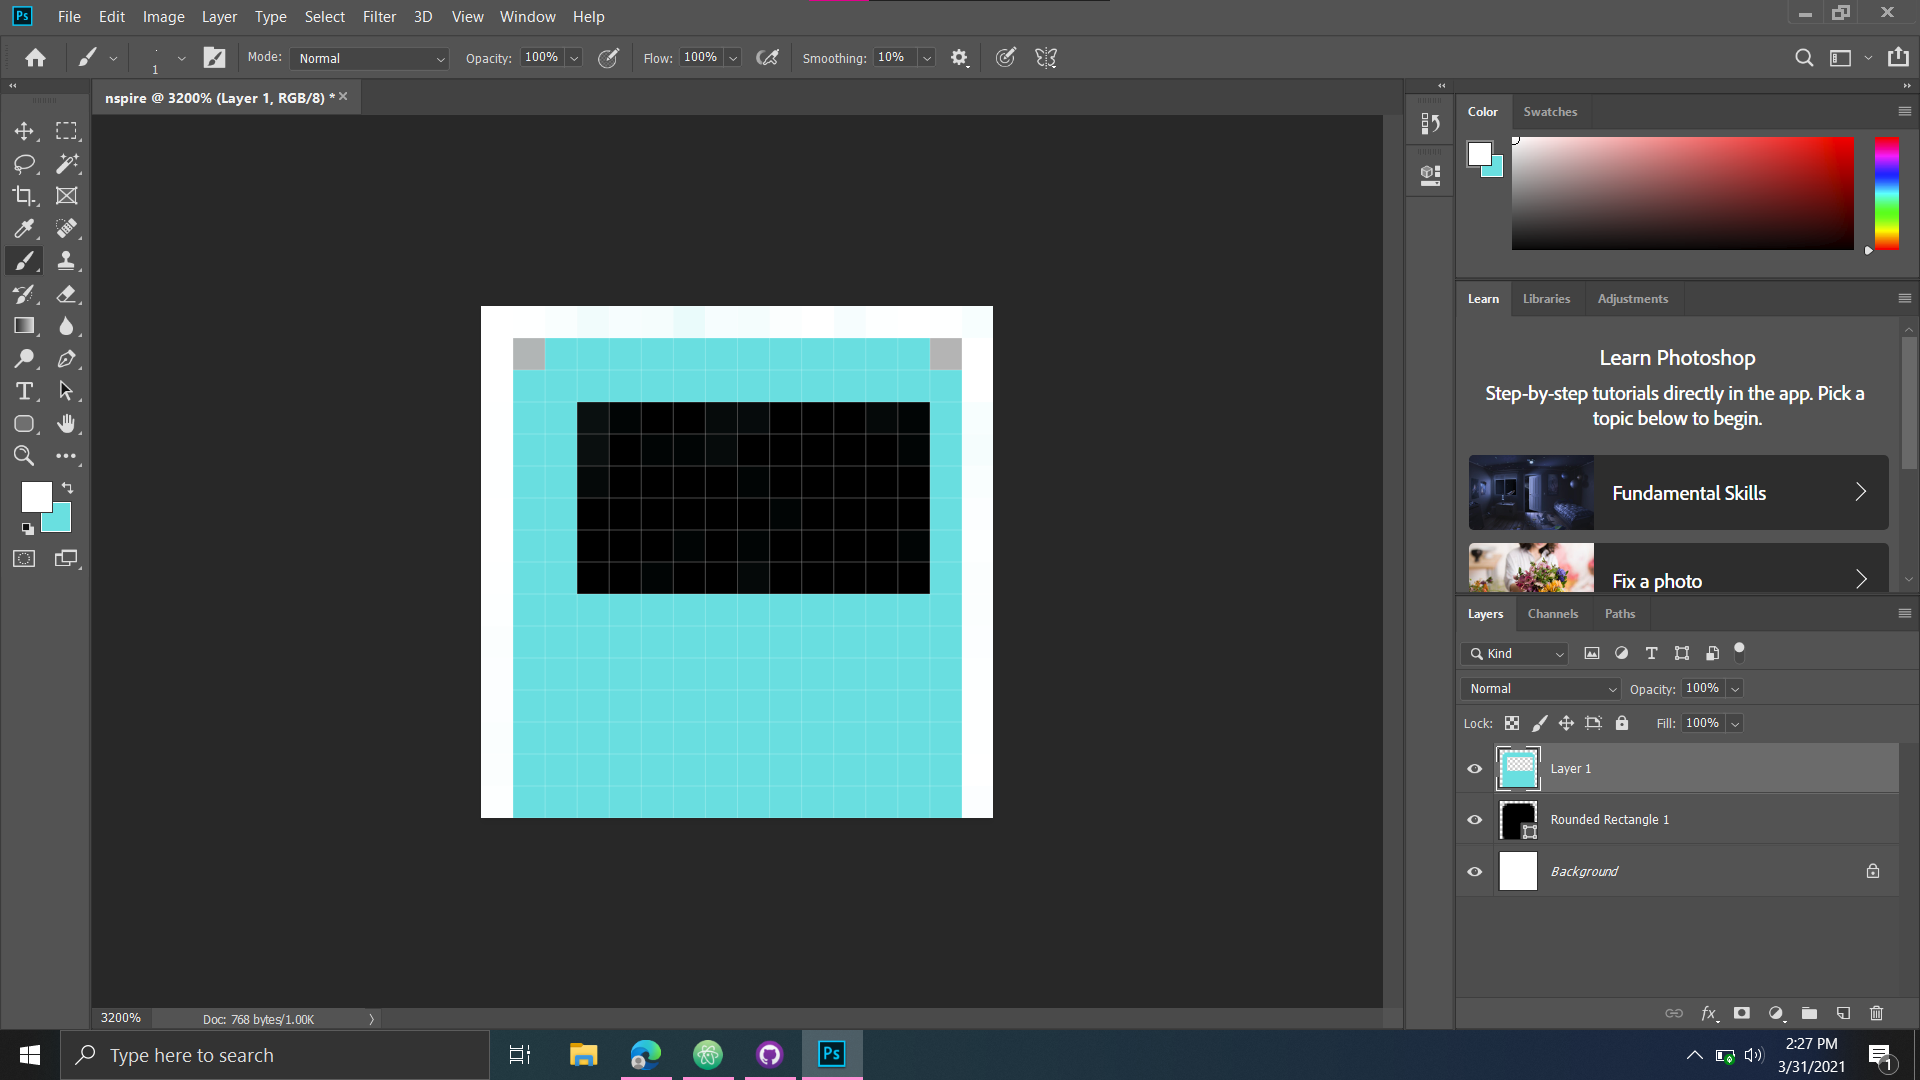 Ps File Edit Image Layer Type Select Filter 3D View Window Help
1 Mode: Normal Opacity: 100% Flow: 100% Smoothing: 10%
nspire @ 3200% (Layer 1, RGB/8) *
Color Swatches
Learn Libraries Adjustments
Learn Photoshop
Step-by-step tutorials directly in the app. Pick a
topic below to begin.
Fundamental Skills
Fix a photo
Layers Channels Paths
Kind
Normal Opacity: 100%
Lock: Fill: 100%
Layer 1
Rounded Rectangle 1
Background
fx
3200% Doc: 768 bytes/1.00K
Type here to search
Ps
2:27 PM
3/31/2021
1